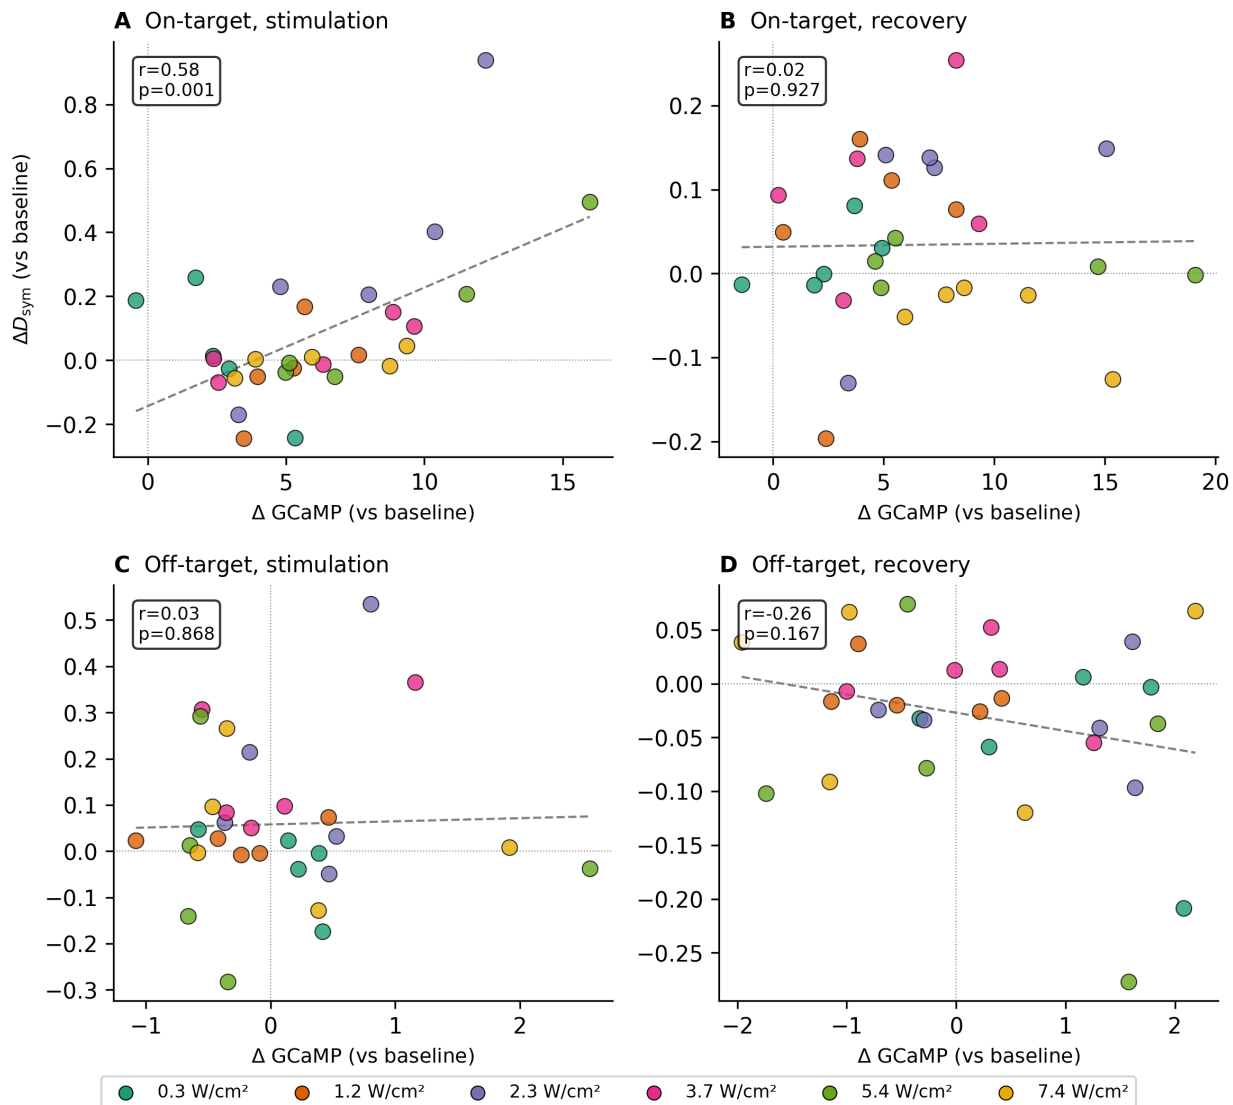 A On-target, stimulation
r=0.58
p=0.001
0.8
0.6
0.4
0.2
0.0
−0.2
ΔDsym (vs baseline)
0 5 10 15
Δ GCaMP (vs baseline)
B On-target, recovery
r=0.02
p=0.927
0.2
0.1
0.0
−0.1
−0.2
0 5 10 15 20
Δ GCaMP (vs baseline)
C Off-target, stimulation
r=0.03
p=0.868
0.5
0.4
0.3
0.2
0.1
0.0
−0.1
−0.2
−0.3
−1 0 1 2
Δ GCaMP (vs baseline)
D Off-target, recovery
r=-0.26
p=0.167
0.05
0.00
−0.05
−0.10
−0.15
−0.20
−0.25
−2 −1 0 1 2
Δ GCaMP (vs baseline)
0.3 W/cm² 1.2 W/cm² 2.3 W/cm² 3.7 W/cm² 5.4 W/cm² 7.4 W/cm²